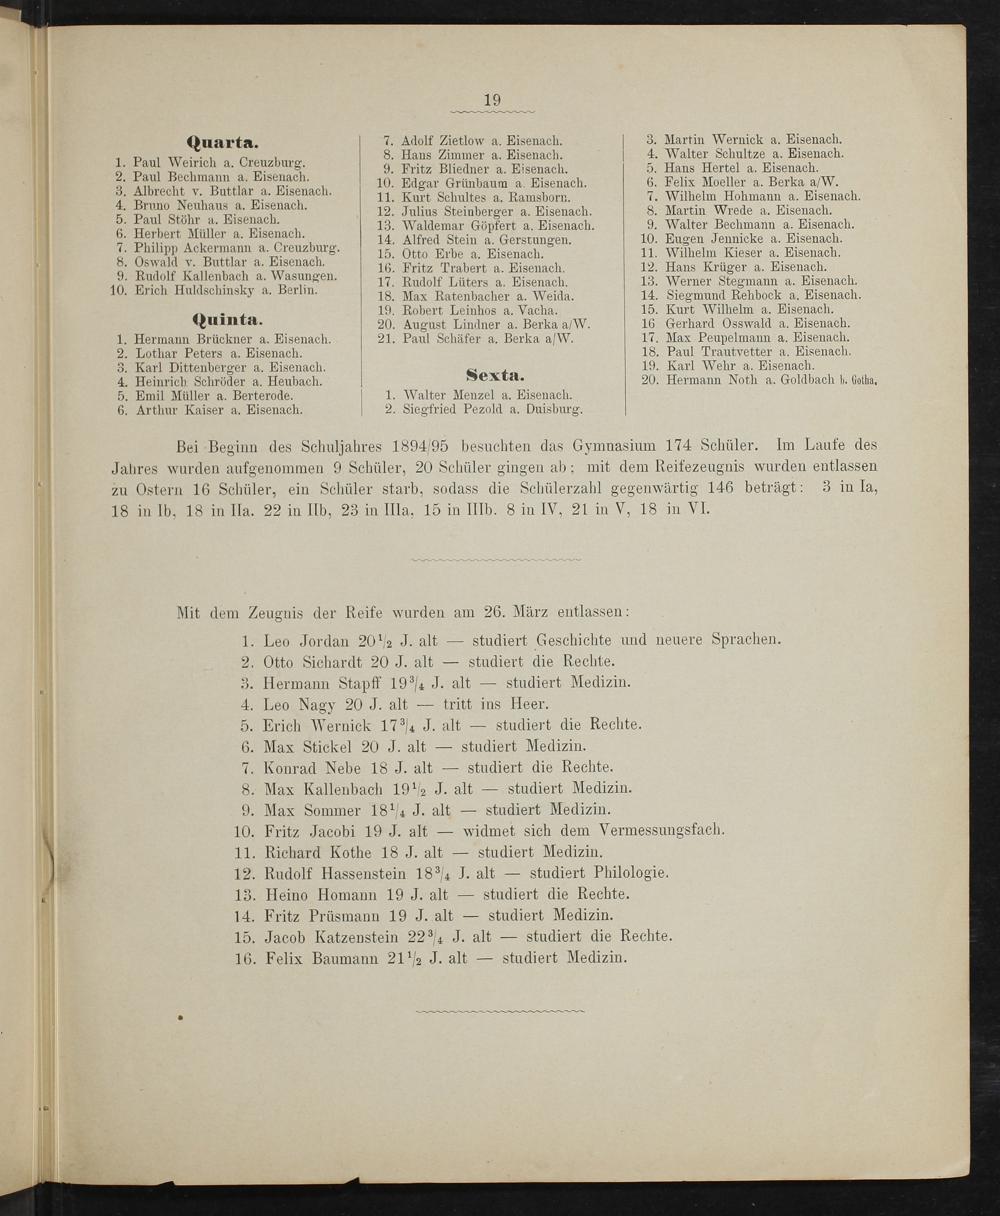 19
Quarta.
1. Paul Weirich a. Creuzburg.
2. Paul Bechmann a. Eisenach.
3. Albrecht v. Buttlar a. Eisenach.
4. Bruno Neuhaus a. Eisenach.
5. Paul Stöhr a. Eisenach.
6. Herbert Müller a. Eisenach.
7. Philipp Ackermann a. Creuzburg.
8. Oswald v. Buttlar a. Eisenach.
9. Rudolf Kallenbach a. Wasungen.
10. Erich Huldschinsky a. Berlin.
Quinta.
1. Hermann Brückner a. Eisenach.
2. Lothar Peters a. Eisenach.
3. Karl Dittenberger a. Eisenach.
4. Heinrich Schröder a. Heubach.
5. Emil Müller a. Berterode.
6. Arthur Kaiser a. Eisenach.
7. Adolf Zietlow a. Eisenach.
8. Hans Zimmer a. Eisenach.
9. Fritz Bliedner a. Eisenach.
10. Edgar Grünbaum a. Eisenach.
11. Kurt Schultes a. Ramsborn.
12. Julius Steinberger a. Eisenach.
13. Waldemar Göpfert a. Eisenach.
14. Alfred Stein a. Gerstungen.
15. Otto Erbe a. Eisenach.
16. Fritz Trabert a. Eisenach.
17. Rudolf Lüters a. Eisenach.
18. Max Ratenbacher a. Weida.
19. Robert Leinhos a. Vacha.
20. August Lindner a. Berka a/W.
21. Paul Schäfer a. Berka a/W.
Sexta.
1. Walter Menzel a. Eisenach.
2. Siegfried Pezold a. Duisburg.
3. Martin Wernick a. Eisenach.
4. Walter Schultze a. Eisenach.
5. Hans Hertel a. Eisenach.
6. Felix Moeller a. Berka a/W.
7. Wilhelm Hohmann a. Eisenach.
8. Martin Wrede a. Eisenach.
9. Walter Bechmann a. Eisenach.
10. Eugen Jennicke a. Eisenach.
11. Wilhelm Kieser a. Eisenach.
12. Hans Krüger a. Eisenach.
13. Werner Stegmann a. Eisenach.
14. Siegmund Rehbock a. Eisenach.
15. Kurt Wilhelm a. Eisenach.
16 Gerhard Osswald a. Eisenach.
17. Max Peupelmann a. Eisenach.
18. Paul Trautvetter a. Eisenach.
19. Karl Wehr a. Eisenach.
20. Hermann Noth a. Goldbach b. Gotha.
Bei Beginn des Schuljahres 1894/95 besuchten das Gymnasium 174 Schüler. Im Laufe des
Jahres wurden aufgenommen 9 Schüler, 20 Schüler gingen ab; mit dem Reifezeugnis wurden entlassen
zu Ostern 16 Schüler, ein Schüler starb, sodass die Schülerzahl gegenwärtig 146 beträgt: 3 in Ia,
18 in Ib, 18 in IIa. 22 in IIb, 23 in IIIa, 15 in IIIb. 8 in IV, 21 in V, 18 in VI.
Mit dem Zeugnis der Reife wurden am 26. März entlassen:
1. Leo Jordan 20 1/2 J. alt — studiert Geschichte und neuere Sprachen.
2. Otto Sichardt 20 J. alt — studiert die Rechte.
3. Hermann Stapff 19 3/4 J. alt — studiert Medizin.
4. Leo Nagy 20 J. alt — tritt ins Heer.
5. Erich Wernick 17 3/4 J. alt — studiert die Rechte.
6. Max Stickel 20 J. alt — studiert Medizin.
7. Konrad Nebe 18 J. alt — studiert die Rechte.
8. Max Kallenbach 19 1/2 J. alt — studiert Medizin.
9. Max Sommer 18 1/4 J. alt — studiert Medizin.
10. Fritz Jacobi 19 J. alt — widmet sich dem Vermessungsfach.
11. Richard Kothe 18 J. alt — studiert Medizin.
12. Rudolf Hassenstein 18 3/4 J. alt — studiert Philologie.
13. Heino Homann 19 J. alt — studiert die Rechte.
14. Fritz Prüsmann 19 J. alt — studiert Medizin.
15. Jacob Katzenstein 22 3/4 J. alt — studiert die Rechte.
16. Felix Baumann 21 1/2 J. alt — studiert Medizin.